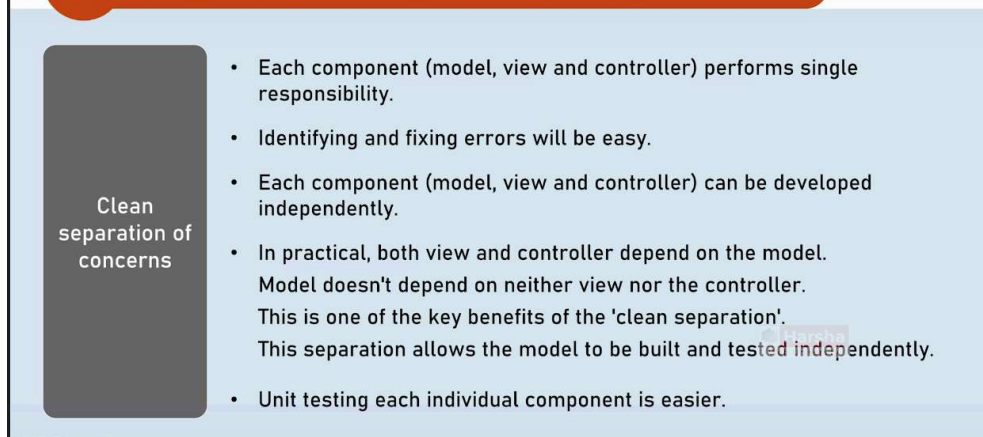 Clean
separation of
concerns
• Each component (model, view and controller) performs single
responsibility.
• Identifying and fixing errors will be easy.
• Each component (model, view and controller) can be developed
independently.
• In practical, both view and controller depend on the model.
Model doesn't depend on neither view nor the controller.
This is one of the key benefits of the 'clean separation'.
This separation allows the model to be built and tested independently.
Harsha
• Unit testing each individual component is easier.